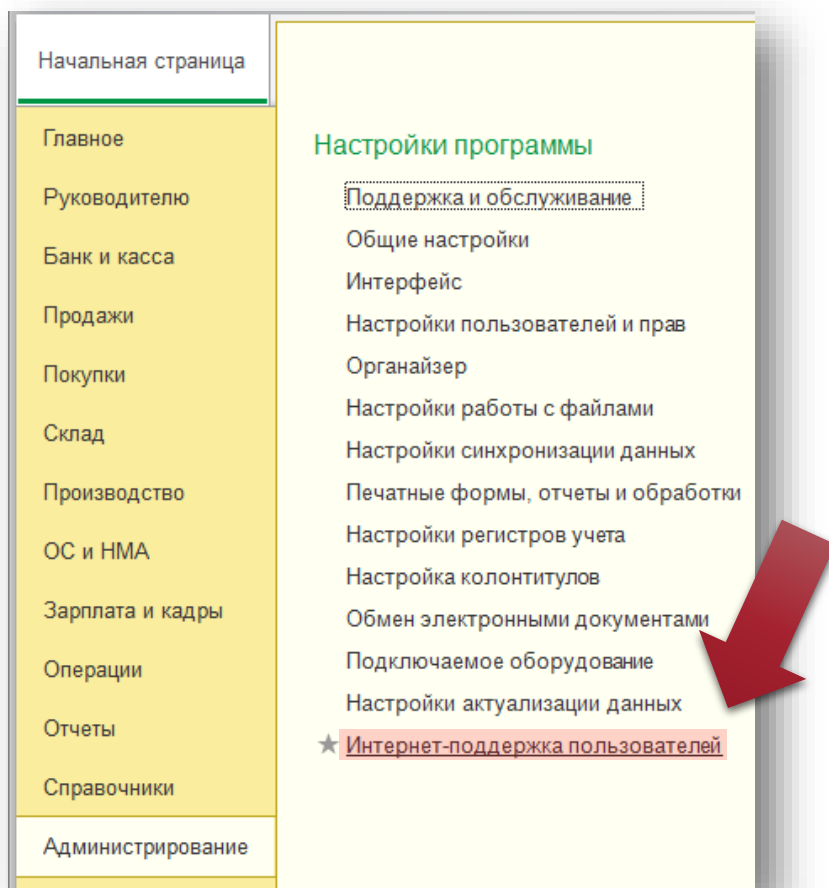 Начальная страница
Главное
Руководителю
Банк и касса
Продажи
Покупки
Склад
Производство
ОС и НМА
Зарплата и кадры
Операции
Отчеты
Справочники
Администрирование
Настройки программы
Поддержка и обслуживание
Общие настройки
Интерфейс
Настройки пользователей и прав
Органайзер
Настройки работы с файлами
Настройки синхронизации данных
Печатные формы, отчеты и обработки
Настройки регистров учета
Настройка колонтитулов
Обмен электронными документами
Подключаемое оборудование
Настройки актуализации данных
Интернет-поддержка пользователей